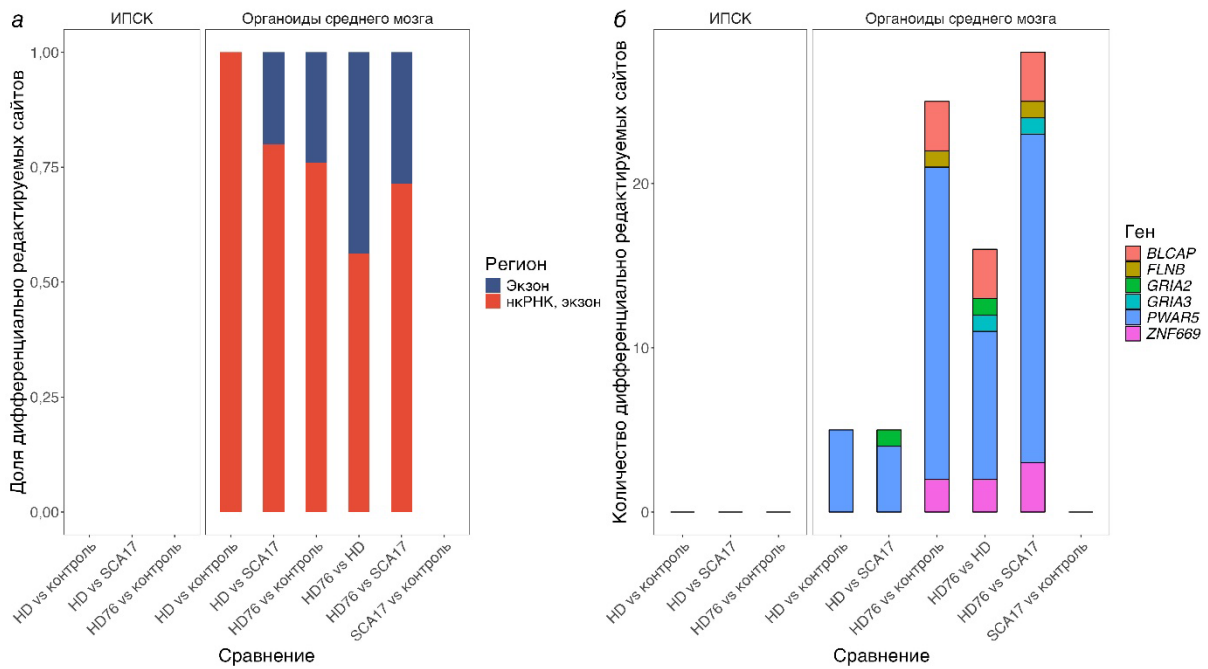 а
ИПСК
Органоиды среднего мозга
Доля дифференциально редактируемых сайтов
1,00
0,75
0,50
0,25
0,00
HD vs контроль
HD vs SCA17
HD76 vs контроль
HD vs контроль
HD vs SCA17
HD76 vs контроль
HD76 vs HD
HD76 vs SCA17
SCA17 vs контроль
Сравнение
Регион
Экзон
нкРНК, экзон
б
ИПСК
Органоиды среднего мозга
Количество дифференциально редактируемых сайтов
20
10
0
HD vs контроль
HD vs SCA17
HD76 vs контроль
HD vs контроль
HD vs SCA17
HD76 vs контроль
HD76 vs HD
HD76 vs SCA17
SCA17 vs контроль
Сравнение
Ген
BLCAP
FLNB
GRIA2
GRIA3
PWAR5
ZNF669